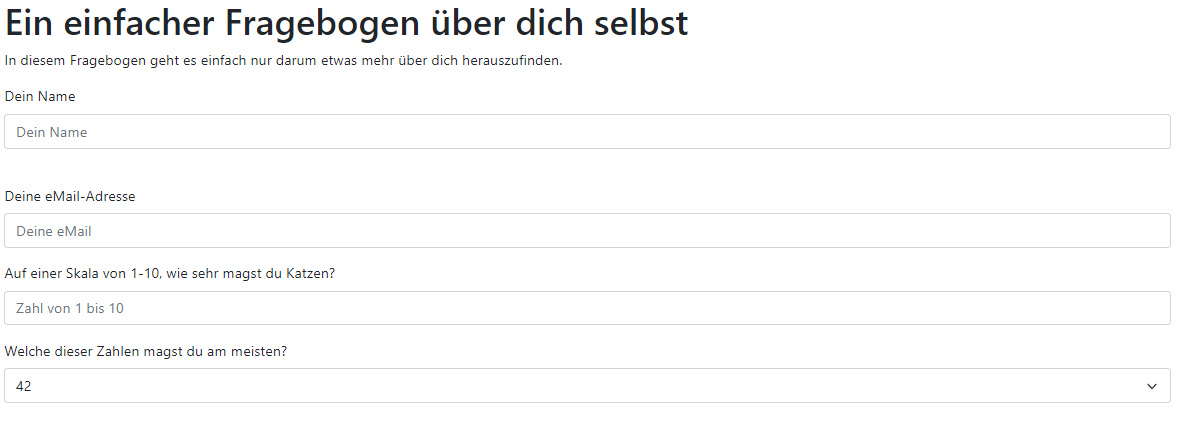 Ein einfacher Fragebogen über dich selbst
In diesem Fragebogen geht es einfach nur darum etwas mehr über dich herauszufinden.
Dein Name
Dein Name
Deine eMail-Adresse
Deine eMail
Auf einer Skala von 1-10, wie sehr magst du Katzen?
Zahl von 1 bis 10
Welche dieser Zahlen magst du am meisten?
42